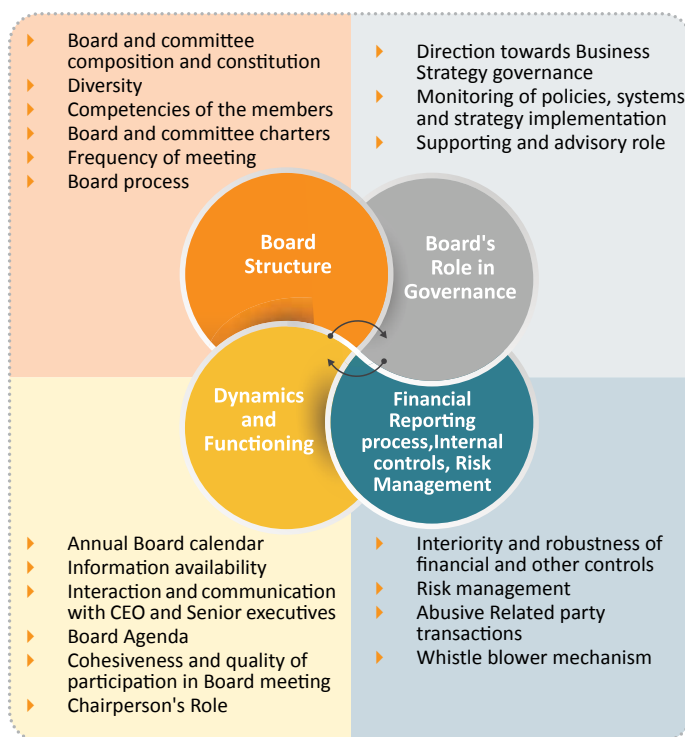 Board and committee
composition and constitution
Diversity
Competencies of the members
Board and committee charters
Frequency of meeting
Board process
Direction towards Business
Strategy governance
Monitoring of policies, systems
and strategy implementation
Supporting and advisory role
Board
Structure
Board's
Role in
Governance
Dynamics
and
Functioning
Financial
Reporting
process,Internal
controls, Risk
Management
Annual Board calendar
Information availability
Interaction and communication
with CEO and Senior executives
Board Agenda
Cohesiveness and quality of
participation in Board meeting
Chairperson's Role
Interiority and robustness of
financial and other controls
Risk management
Abusive Related party
transactions
Whistle blower mechanism